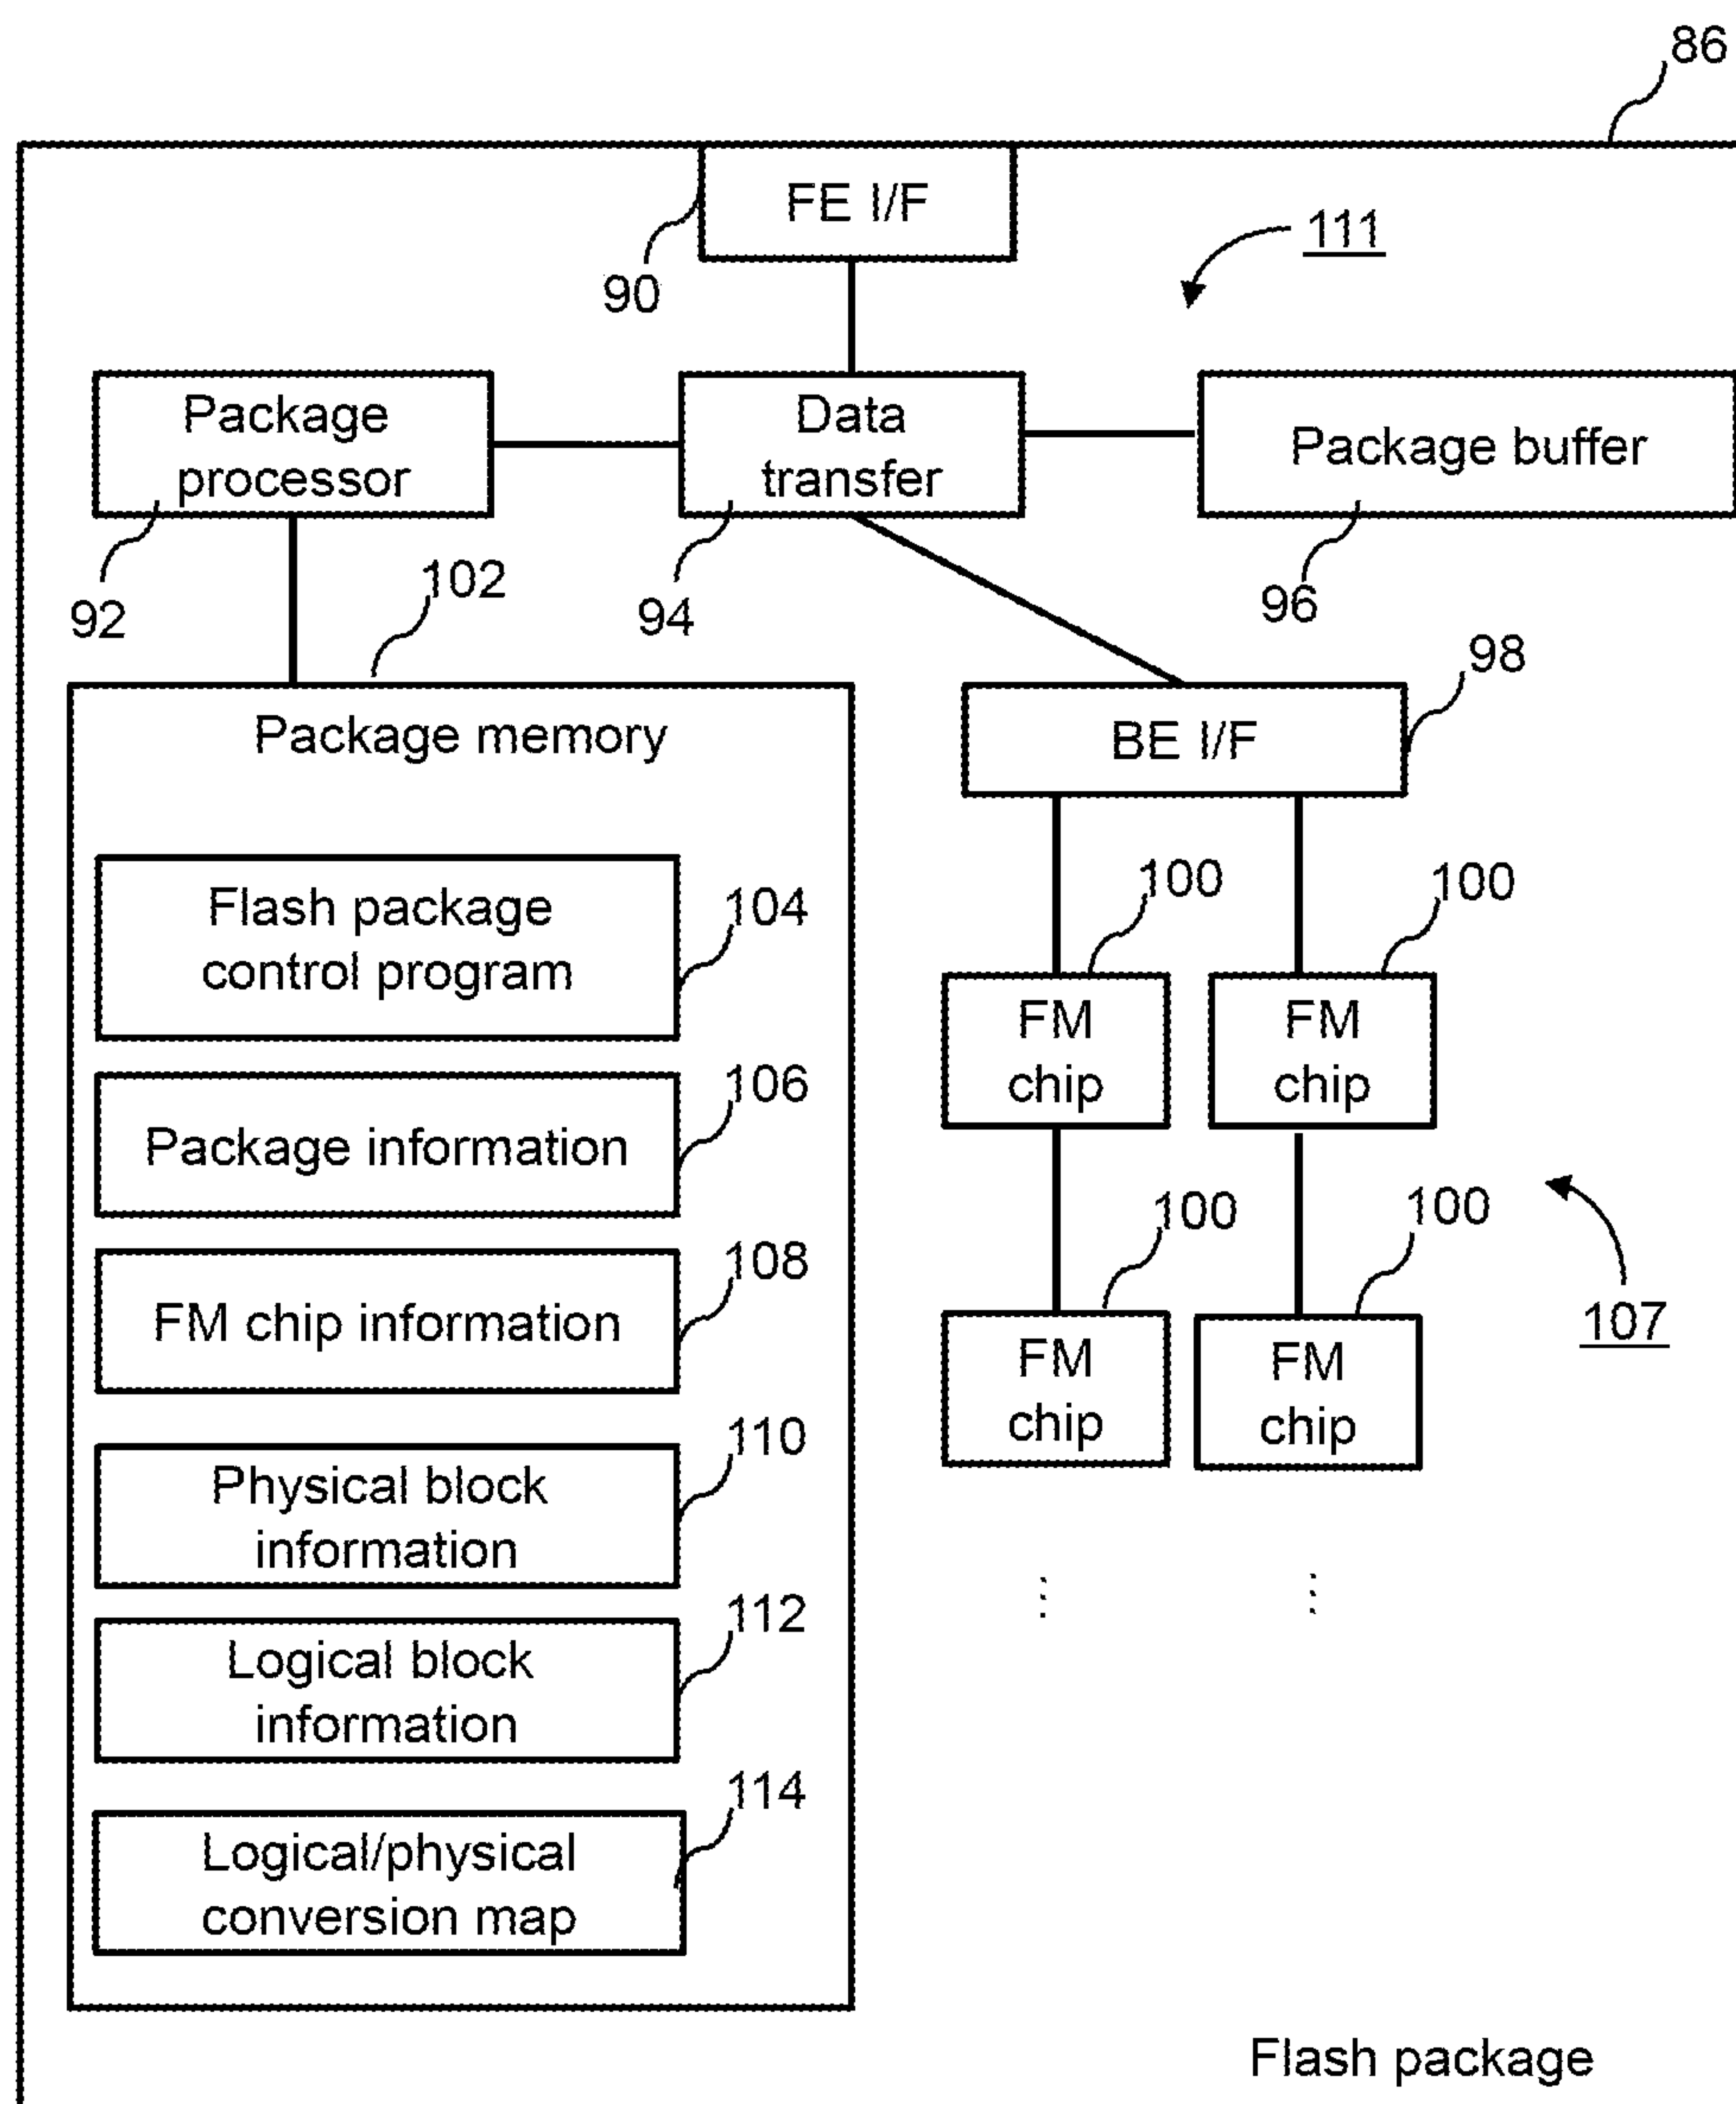 86
FE I/F
111
90
Package
processor
Data
transfer
Package buffer
92
102
94
96
98
Package memory
BE I/F
Flash package
control program
104
100
100
FM
chip
FM
chip
Package information
106
100
100
FM chip information
108
FM
chip
FM
chip
107
Physical block
information
110
Logical block
information
112
Logical/physical
conversion map
114
Flash package